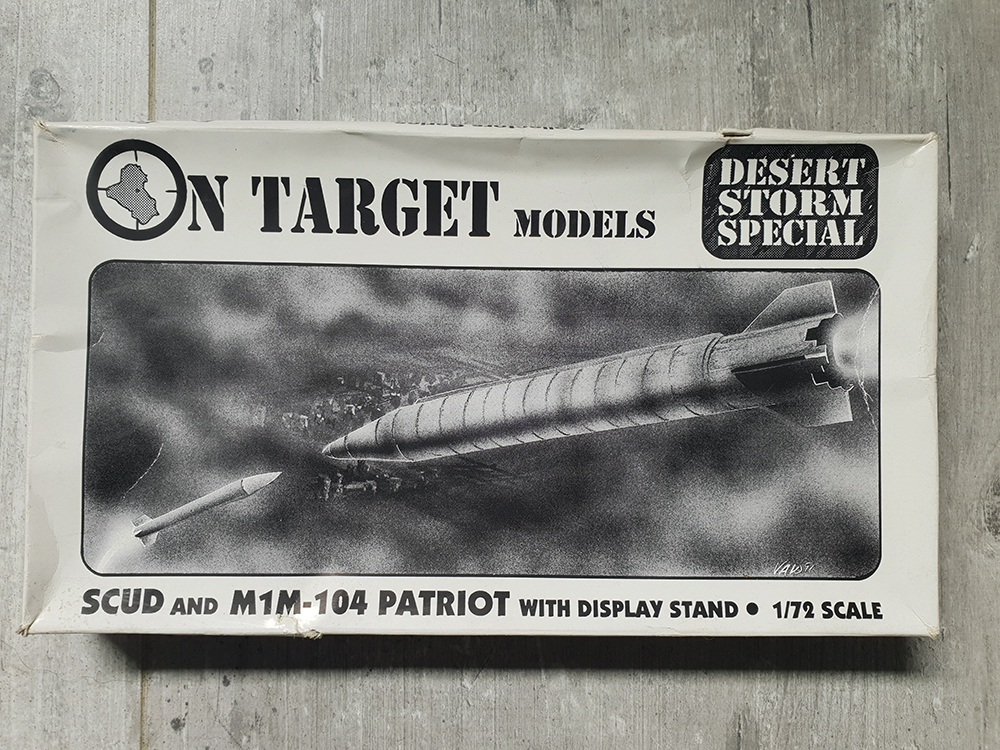 ON TARGET MODELS
DESERT
STORM
SPECIAL
SCUD AND M1M-104 PATRIOT WITH DISPLAY STAND • 1/72 SCALE